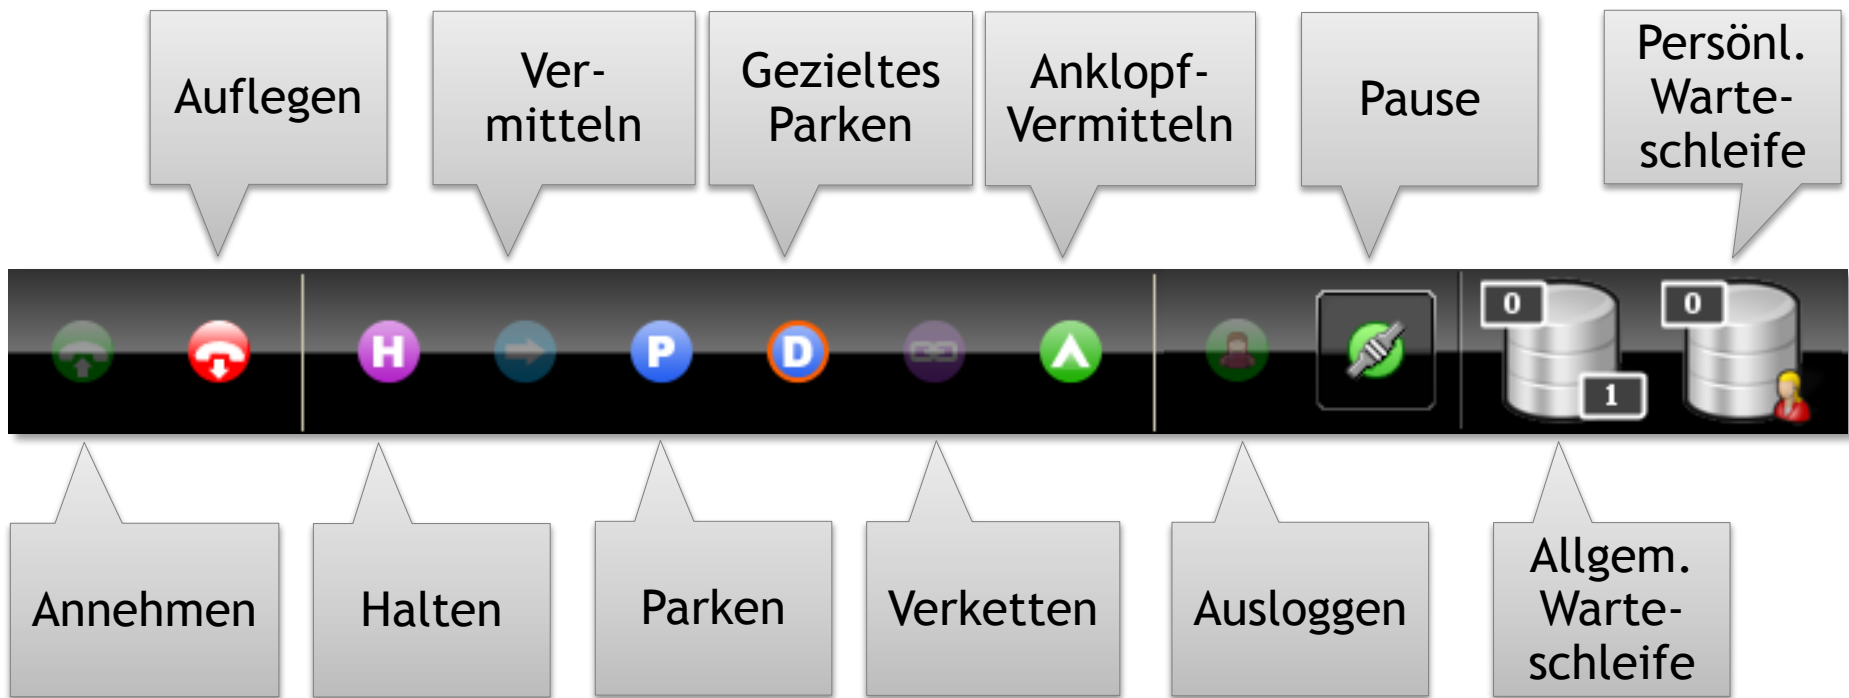 Auflegen
Ver-
mitteln
Gezieltes
Parken
Anklopf-
Vermitteln
Pause
Persönl.
Warte-
schleife
H
P
D
0
1
0
Annehmen
Halten
Parken
Verketten
Ausloggen
Allgem.
Warte-
schleife